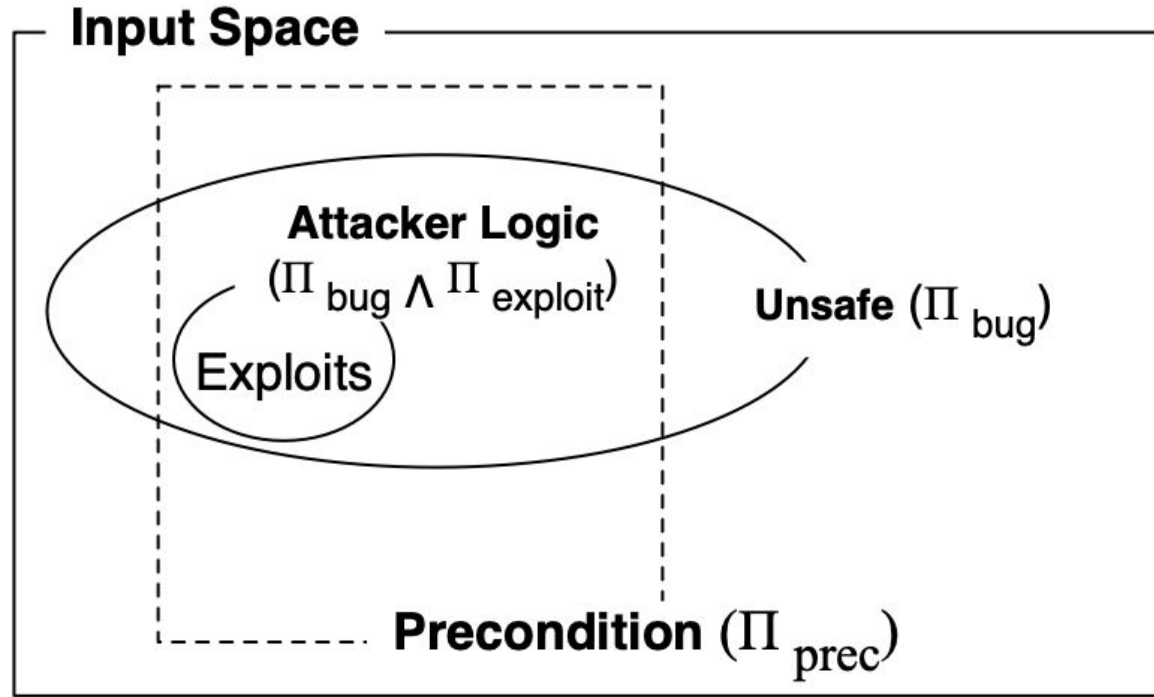 Input Space
Attacker Logic
(Π bug ∧ Π exploit)
Unsafe (Π bug)
Exploits
Precondition (Π prec)